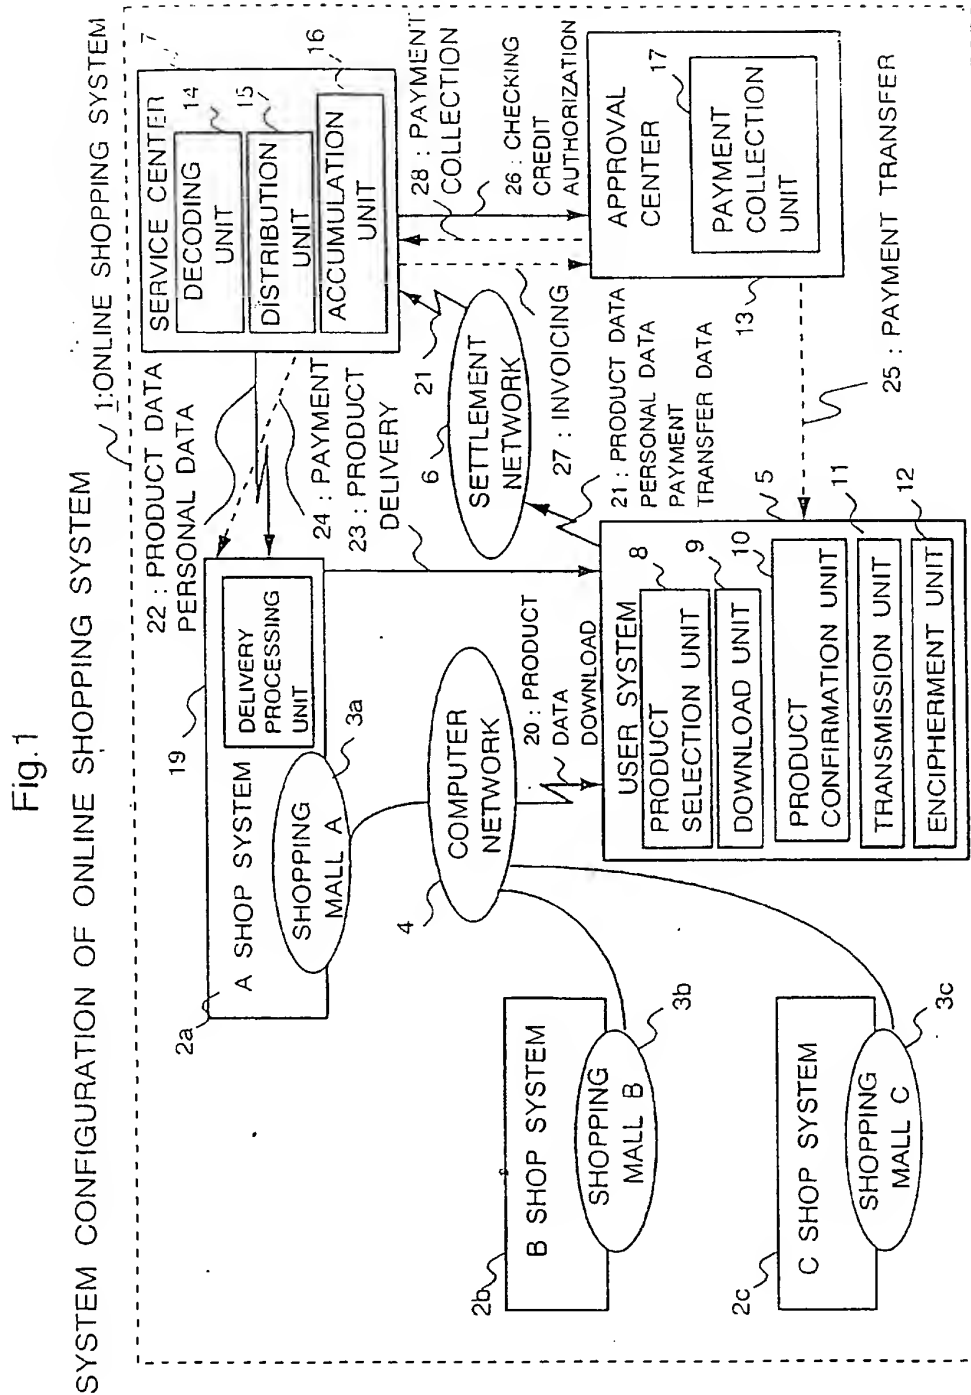 Fig.1
SYSTEM CONFIGURATION OF ONLINE SHOPPING SYSTEM
1:ONLINE SHOPPING SYSTEM
2a
A SHOP SYSTEM
19
DELIVERY
PROCESSING
UNIT
SHOPPING
MALL A
3a
22 : PRODUCT DATA
PERSONAL DATA
24 : PAYMENT
23 : PRODUCT
DELIVERY
7
SERVICE CENTER
14
DECODING
UNIT
15
DISTRIBUTION
UNIT
16
ACCUMULATION
UNIT
28 : PAYMENT
COLLECTION
26 : CHECKING
CREDIT
AUTHORIZATION
21
6
SETTLEMENT
NETWORK
27 : INVOICING
21 : PRODUCT DATA
PERSONAL DATA
PAYMENT
TRANSFER DATA
4
COMPUTER
NETWORK
20 : PRODUCT
DATA
DOWNLOAD
APPROVAL
CENTER
17
PAYMENT
COLLECTION
UNIT
13
25 : PAYMENT TRANSFER
2b
B SHOP SYSTEM
SHOPPING
MALL B
3b
2c
C SHOP SYSTEM
SHOPPING
MALL C
3c
5
USER SYSTEM
8
PRODUCT
SELECTION UNIT
9
DOWNLOAD UNIT
10
PRODUCT
CONFIRMATION UNIT
11
TRANSMISSION UNIT
12
ENCIPHERMENT UNIT